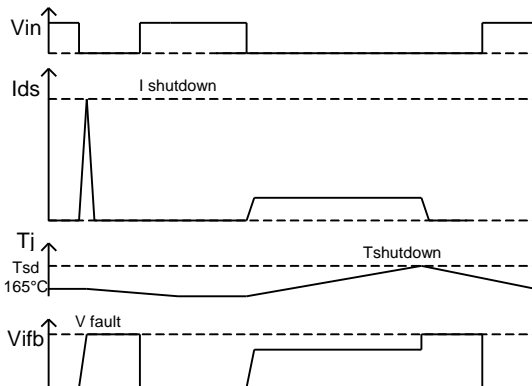 Vin
Ids
I shutdown
Tj
Tshutdown
Tsd
165°C
V fault
Vifb